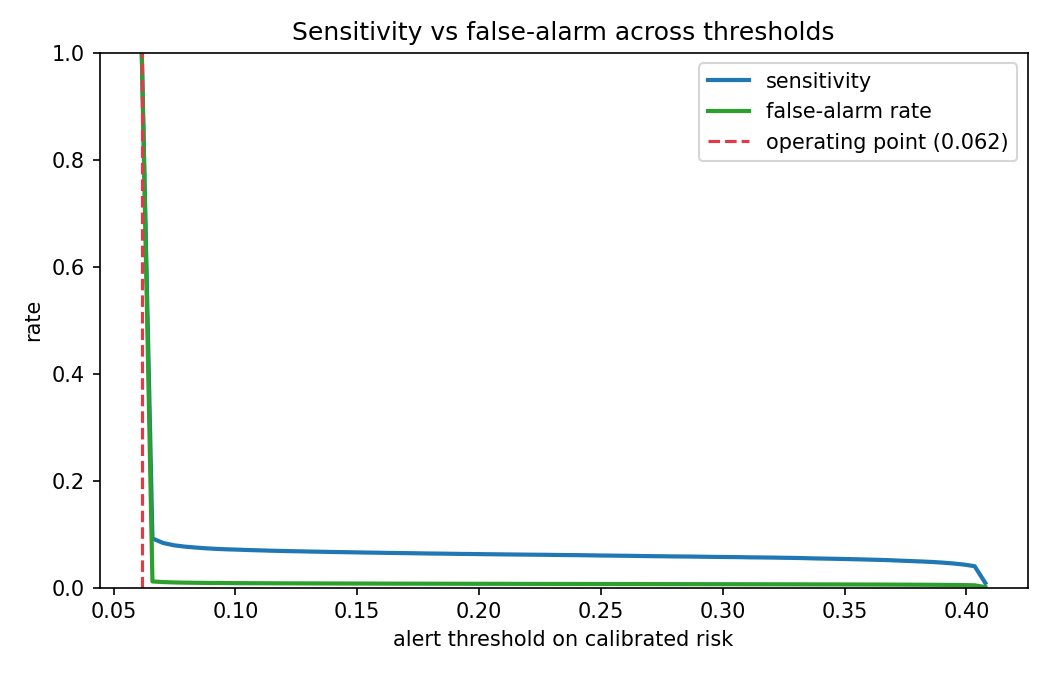 Sensitivity vs false-alarm across thresholds
1.0
0.8
0.6
0.4
0.2
0.0
rate
sensitivity
false-alarm rate
operating point (0.062)
0.05 0.10 0.15 0.20 0.25 0.30 0.35 0.40
alert threshold on calibrated risk